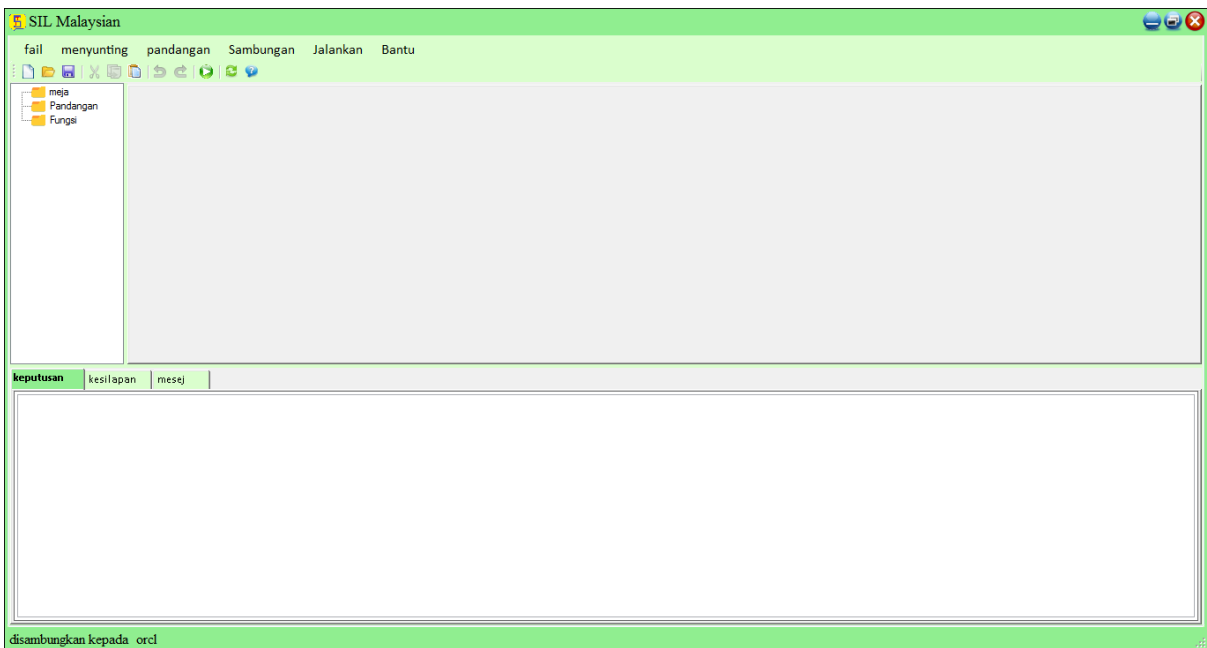 SIL Malaysian
fail menyunting pandangan Sambungan Jalankan Bantu
meja
Pandangan
Fungsi
keputusan kesilapan mesej
disambungkan kepada orcl